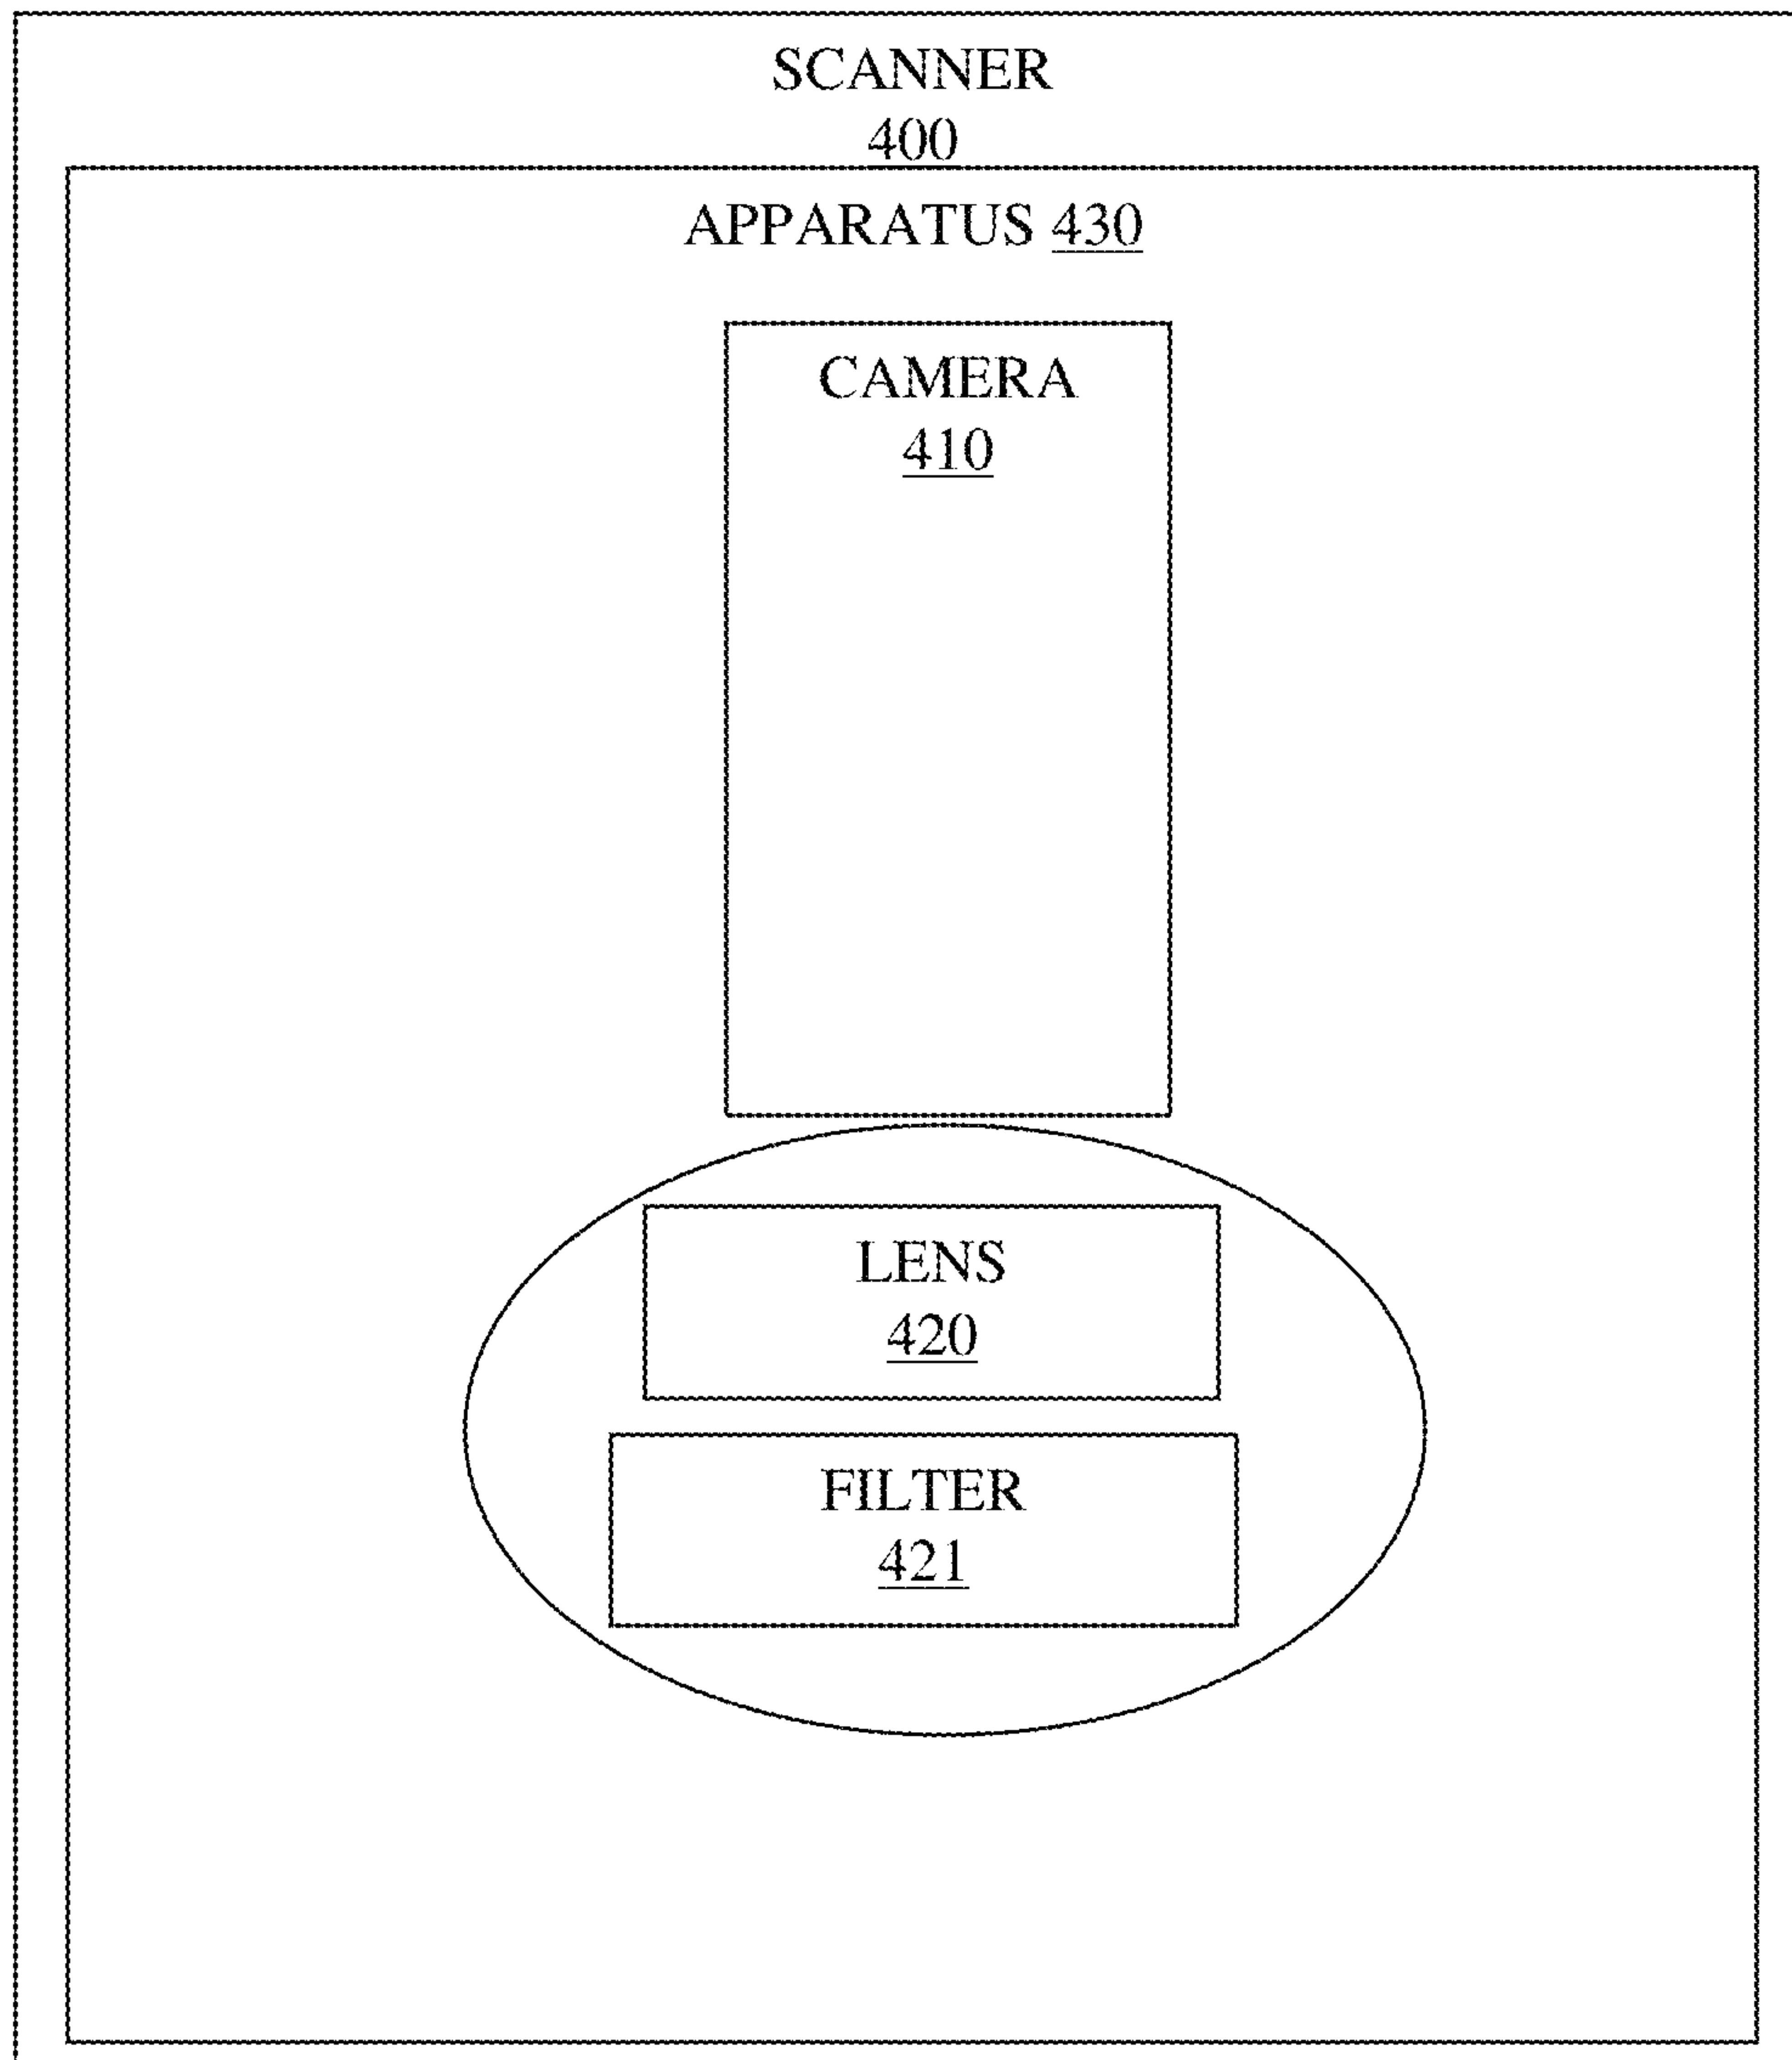 SCANNER
400
APPARATUS 430
CAMERA
410
LENS
420
FILTER
421